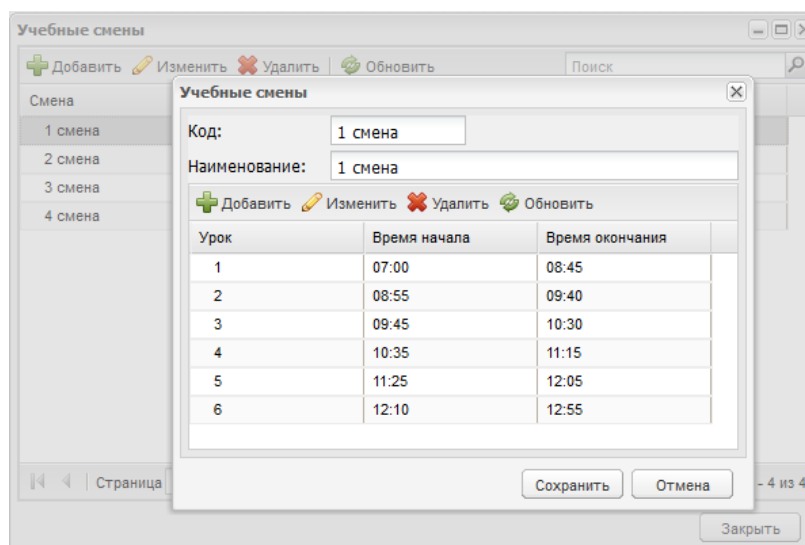 Учебные смены
Добавить Изменить Удалить Обновить Поиск
Смена
1 смена
2 смена
3 смена
4 смена
Страница
- 4 из 4
Закрыть
Учебные смены
Код: 1 смена
Наименование: 1 смена
Добавить Изменить Удалить Обновить
Урок Время начала Время окончания
1 07:00 08:45
2 08:55 09:40
3 09:45 10:30
4 10:35 11:15
5 11:25 12:05
6 12:10 12:55
Сохранить Отмена